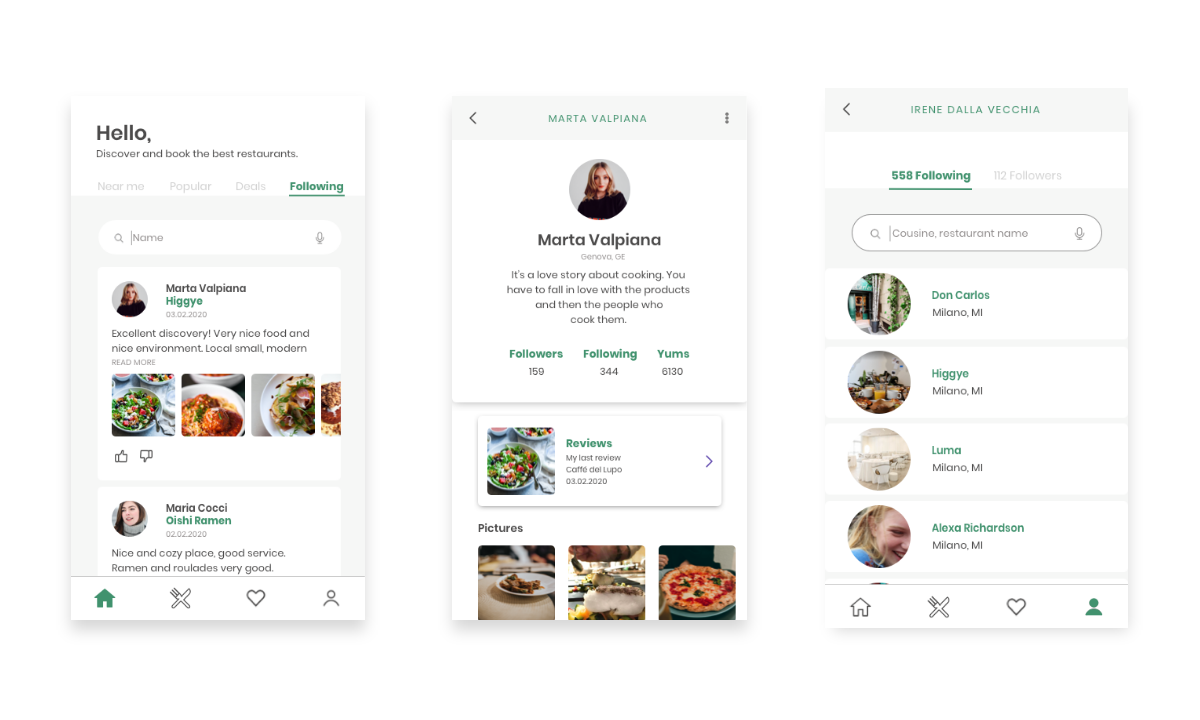 Hello,
Discover and book the best restaurants.
Near me Popular Deals Following
Name
Marta Valpiana
Higgye
03.02.2020
Excellent discovery! Very nice food and
nice environment. Local small, modern
READ MORE
Maria Cocci
Oishi Ramen
02.02.2020
Nice and cozy place, good service.
Ramen and roulades very good.
MARTA VALPIANA
Marta Valpiana
Genova, GE
It's a love story about cooking. You
have to fall in love with the products
and then the people who
cook them.
Followers Following Yums
159 344 6130
Reviews
My last review
Caffé del Lupo
03.02.2020
Pictures
IRENE DALLA VECCHIA
558 Following 112 Followers
Cousine, restaurant name
Don Carlos
Milano, MI
Higgye
Milano, MI
Luma
Milano, MI
Alexa Richardson
Milano, MI